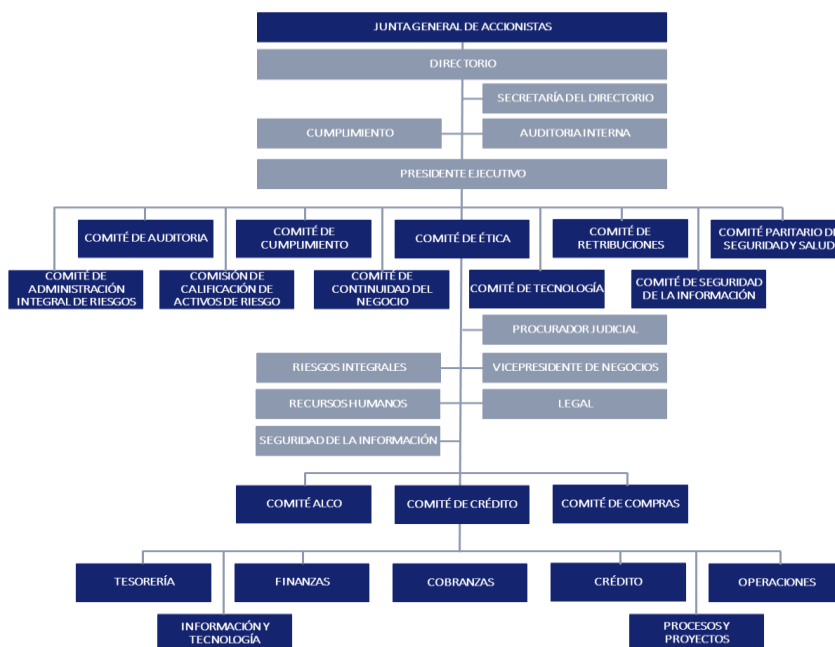 JUNTA GENERAL DE ACCIONISTAS
DIRECTORIO
SECRETARÍA DEL DIRECTORIO
CUMPLIMIENTO
AUDITORIA INTERNA
PRESIDENTE EJECUTIVO
COMITÉ DE AUDITORIA
COMITÉ DE
CUMPLIMIENTO
COMITÉ DE ÉTICA
COMITÉ DE
RETRIBUCIONES
COMITÉ PARITARIO DE
SEGURIDAD Y SALUD
COMITÉ DE
ADMINISTRACIÓN
INTEGRAL DE RIESGOS
COMISIÓN DE
CALIFICACIÓN DE
ACTIVOS DE RIESGO
COMITÉ DE
CONTINUIDAD DEL
NEGOCIO
COMITÉ DE TECNOLOGÍA
COMITÉ DE SEGURIDAD
DE LA INFORMACIÓN
PROCURADOR JUDICIAL
RIESGOS INTEGRALES
VICEPRESIDENTE DE NEGOCIOS
RECURSOS HUMANOS
LEGAL
SEGURIDAD DE LA INFORMACIÓN
COMITÉ ALCO
COMITÉ DE CRÉDITO
COMITÉ DE COMPRAS
TESORERÍA
FINANZAS
COBRANZAS
CRÉDITO
OPERACIONES
INFORMACIÓN Y
TECNOLOGÍA
PROCESOS Y
PROYECTOS